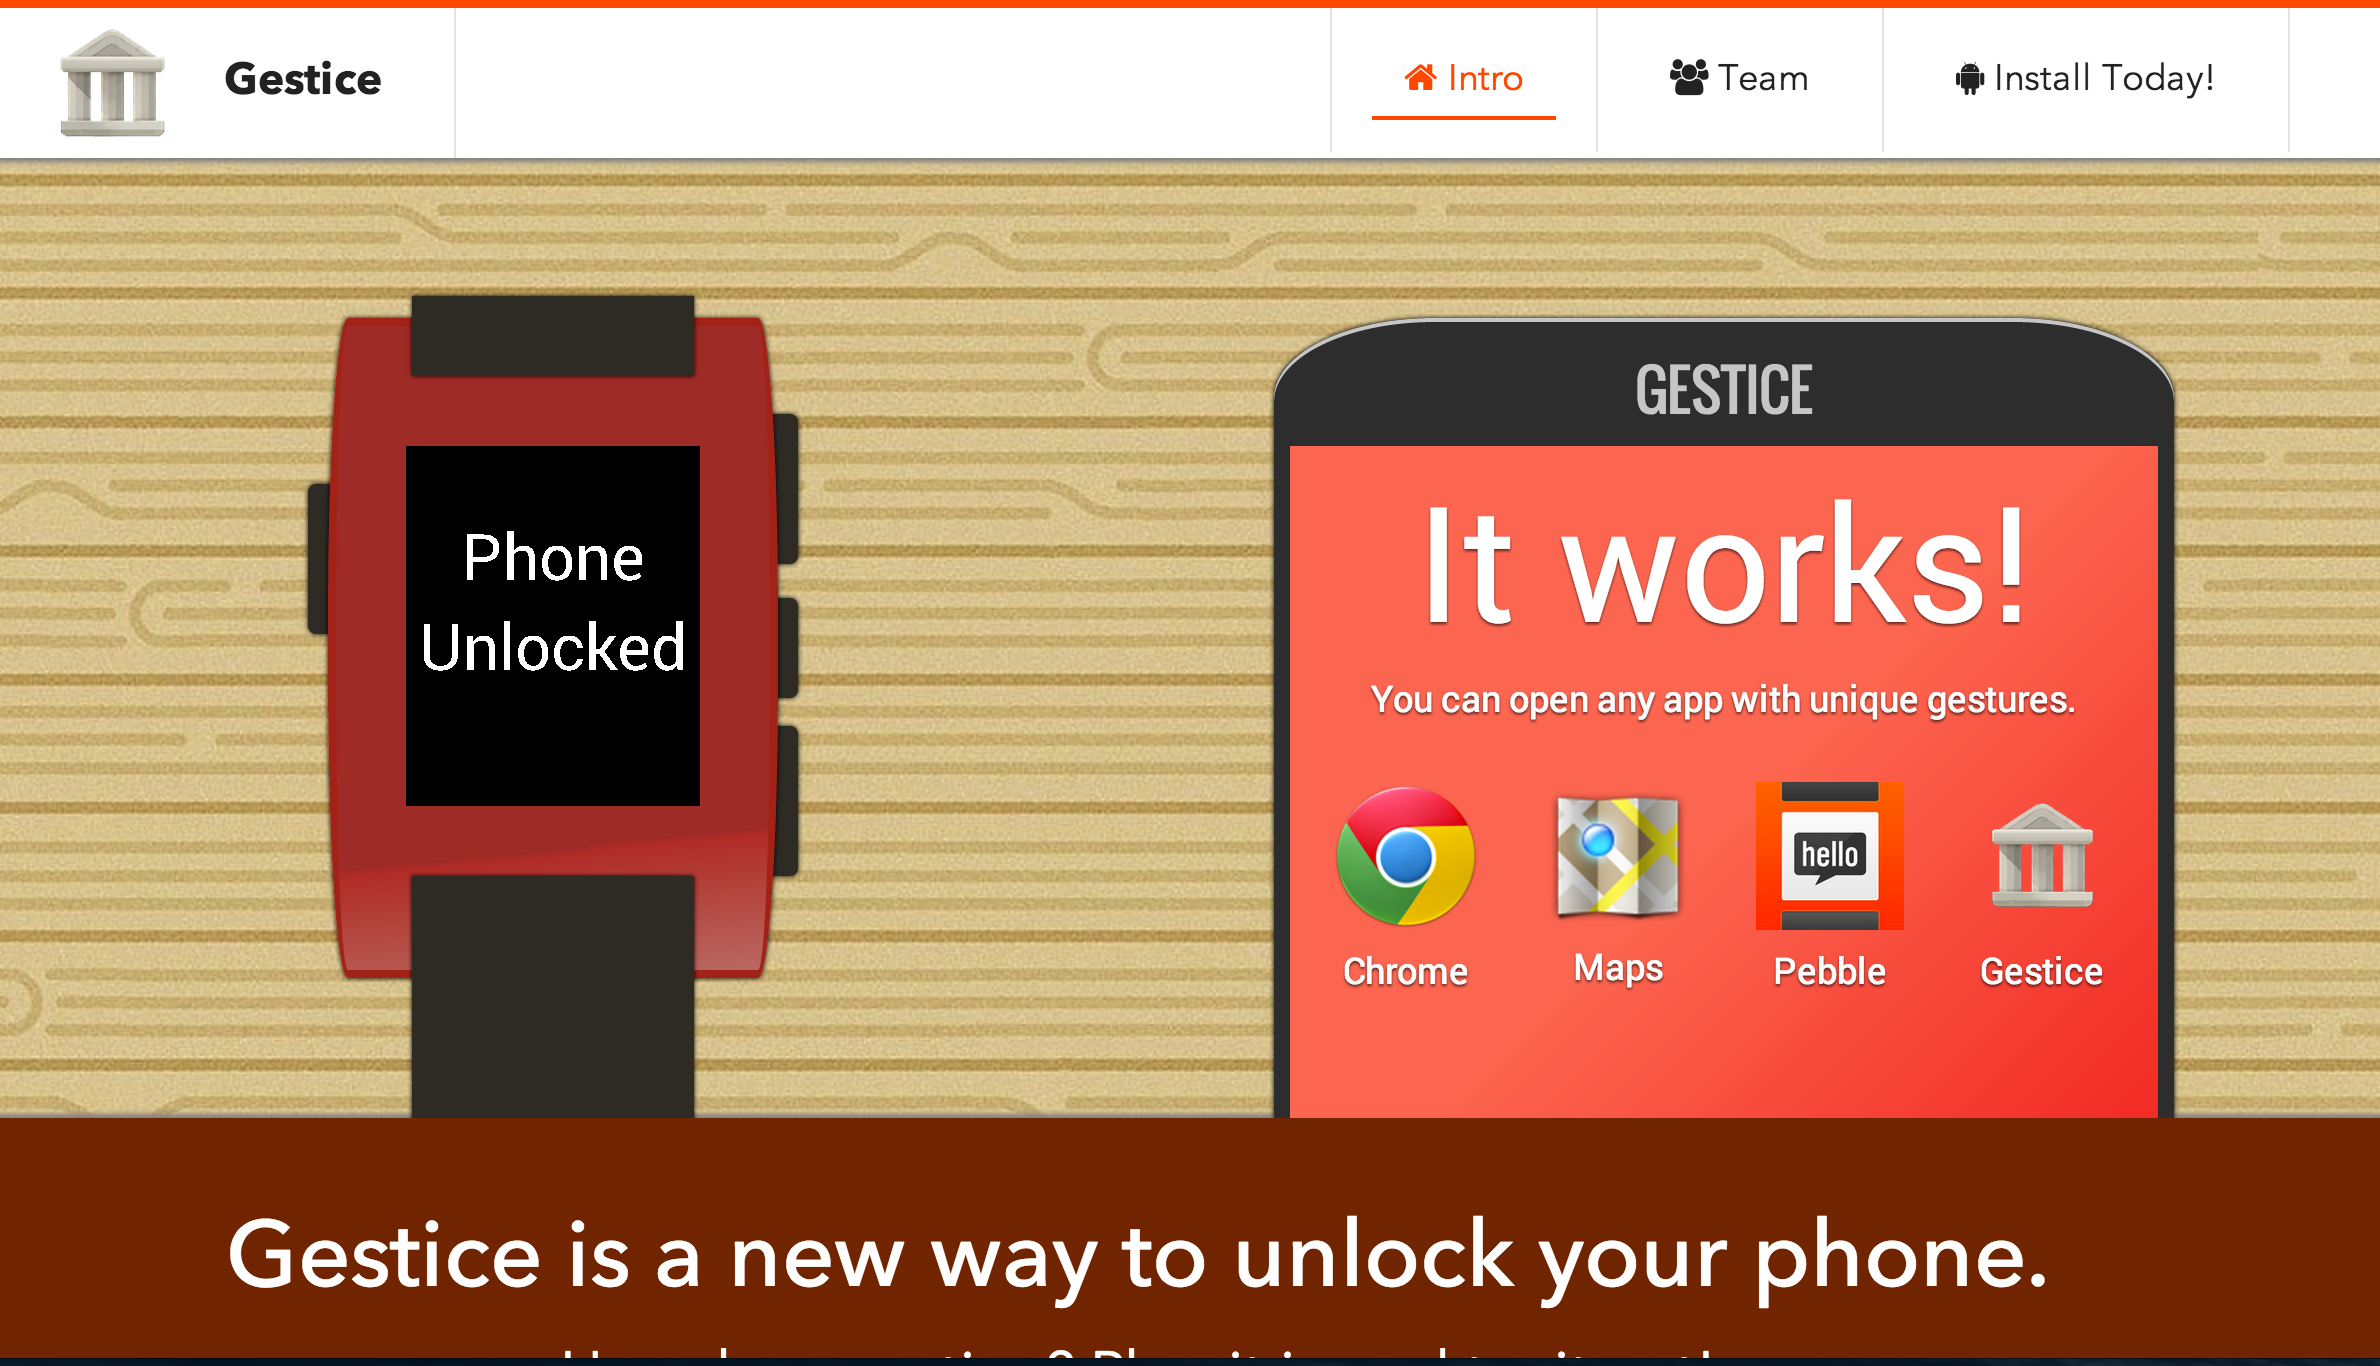 Gestice
Intro
Team
Install Today!
Phone
Unlocked
GESTICE
It works!
You can open any app with unique gestures.
hello
Chrome
Maps
Pebble
Gestice
Gestice is a new way to unlock your phone.